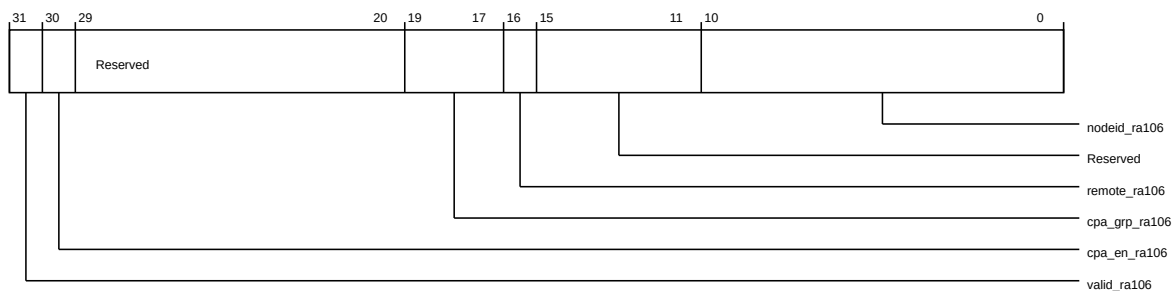 31 30 29 20 19 17 16 15 11 10 0
Reserved
nodeid_ra106
Reserved
remote_ra106
cpa_grp_ra106
cpa_en_ra106
valid_ra106